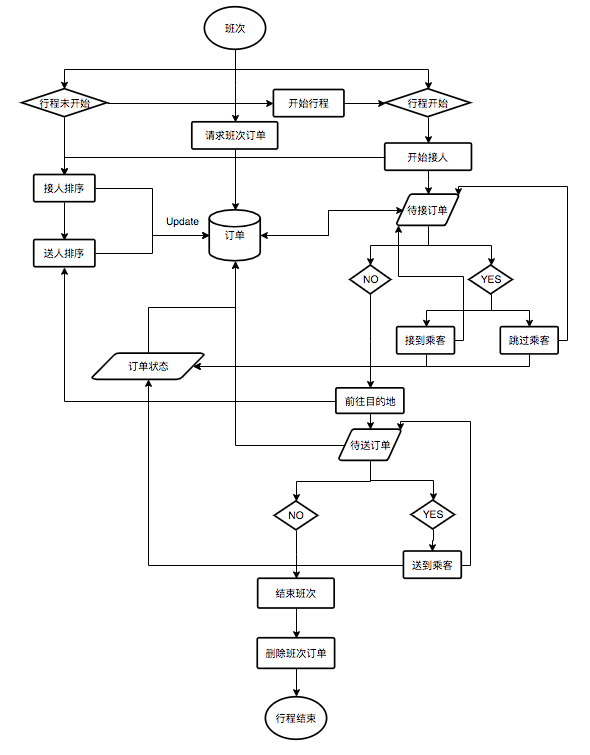 班次
行程未开始
开始行程
行程开始
请求班次订单
开始接人
接人排序
待接订单
Update
订单
送人排序
NO
YES
接到乘客
跳过乘客
订单状态
前往目的地
待送订单
NO
YES
送到乘客
结束班次
删除班次订单
行程结束